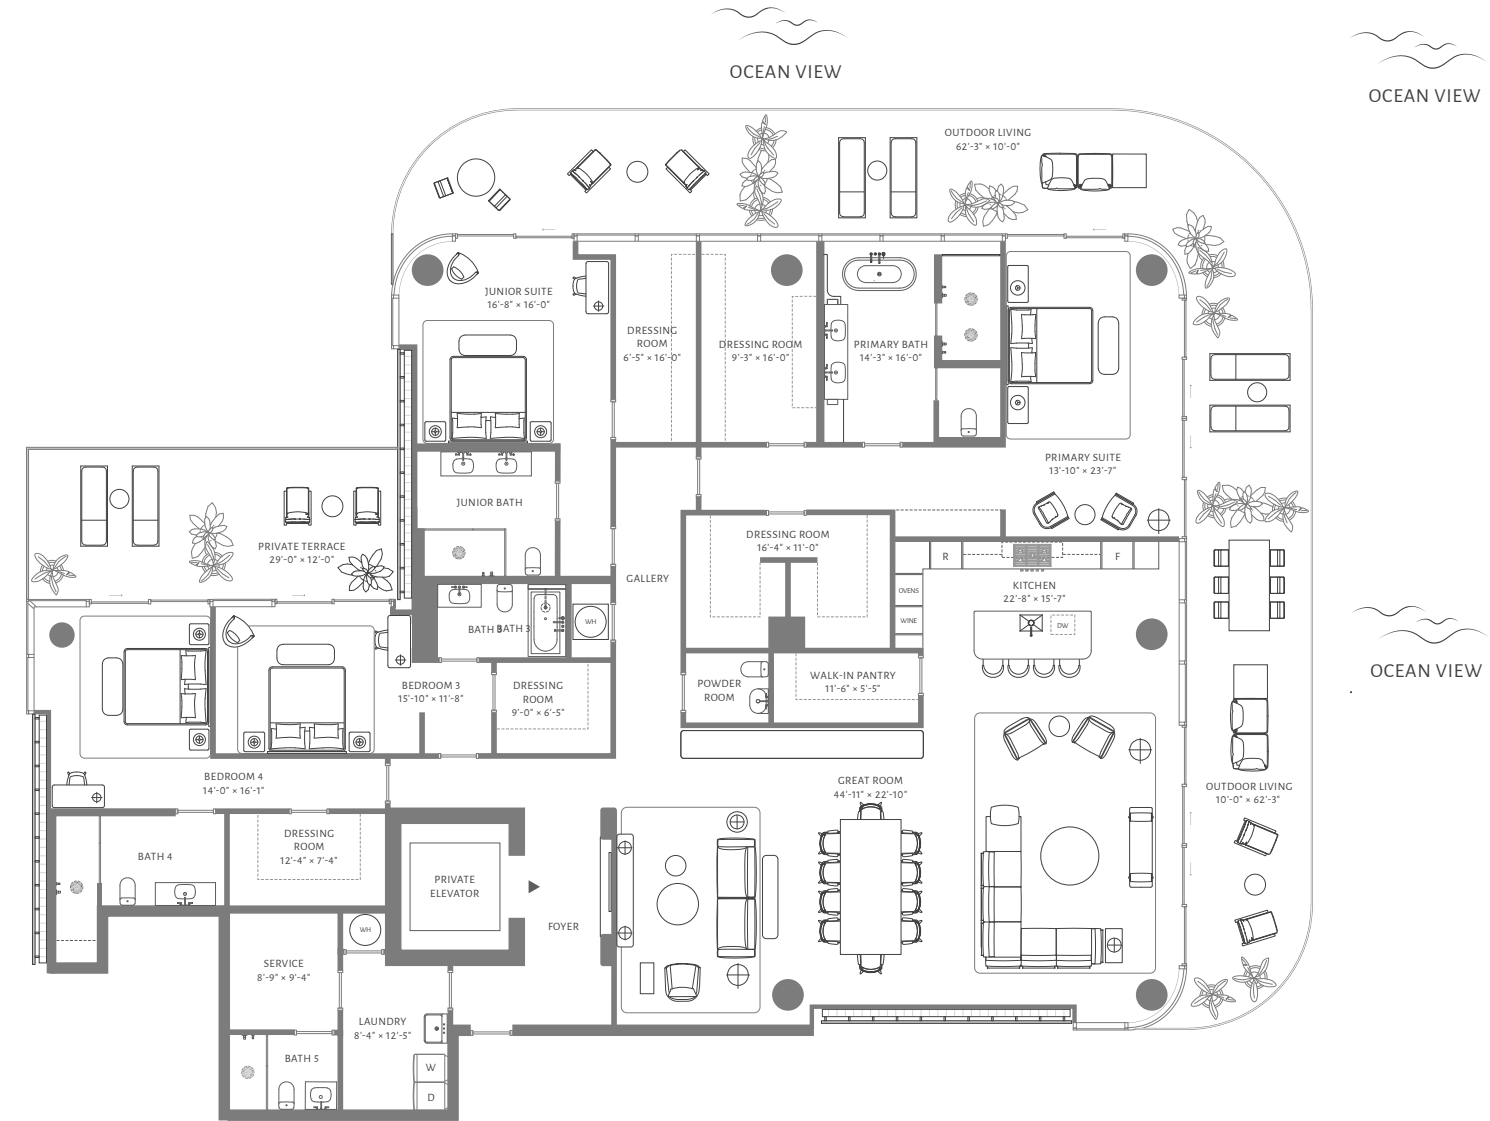 OCEAN VIEW
OCEAN VIEW
OUTDOOR LIVING
62'-3" × 10'-0"
JUNIOR SUITE
16'-8" × 16'-0"
DRESSING
ROOM
6'-5" × 16'-0"
DRESSING ROOM
9'-3" × 16'-0"
PRIMARY BATH
14'-3" × 16'-0"
PRIMARY SUITE
13'-10" × 23'-7"
JUNIOR BATH
PRIVATE TERRACE
29'-0" × 12'-0"
DRESSING ROOM
16'-4" × 11'-0"
GALLERY
R
F
KITCHEN
22'-8" × 15'-7"
OVENS
WINE
DW
BATH 3
BATH 3
WH
BEDROOM 3
15'-10" × 11'-8"
DRESSING
ROOM
9'-0" × 6'-5"
POWDER
ROOM
WALK-IN PANTRY
11'-6" × 5'-5"
OCEAN VIEW
BEDROOM 4
14'-0" × 16'-1"
GREAT ROOM
44'-11" × 22'-10"
OUTDOOR LIVING
10'-0" × 62'-3"
BATH 4
DRESSING
ROOM
12'-4" × 7'-4"
PRIVATE
ELEVATOR
FOYER
WH
SERVICE
8'-9" × 9'-4"
LAUNDRY
8'-4" × 12'-5"
BATH 5
W
D